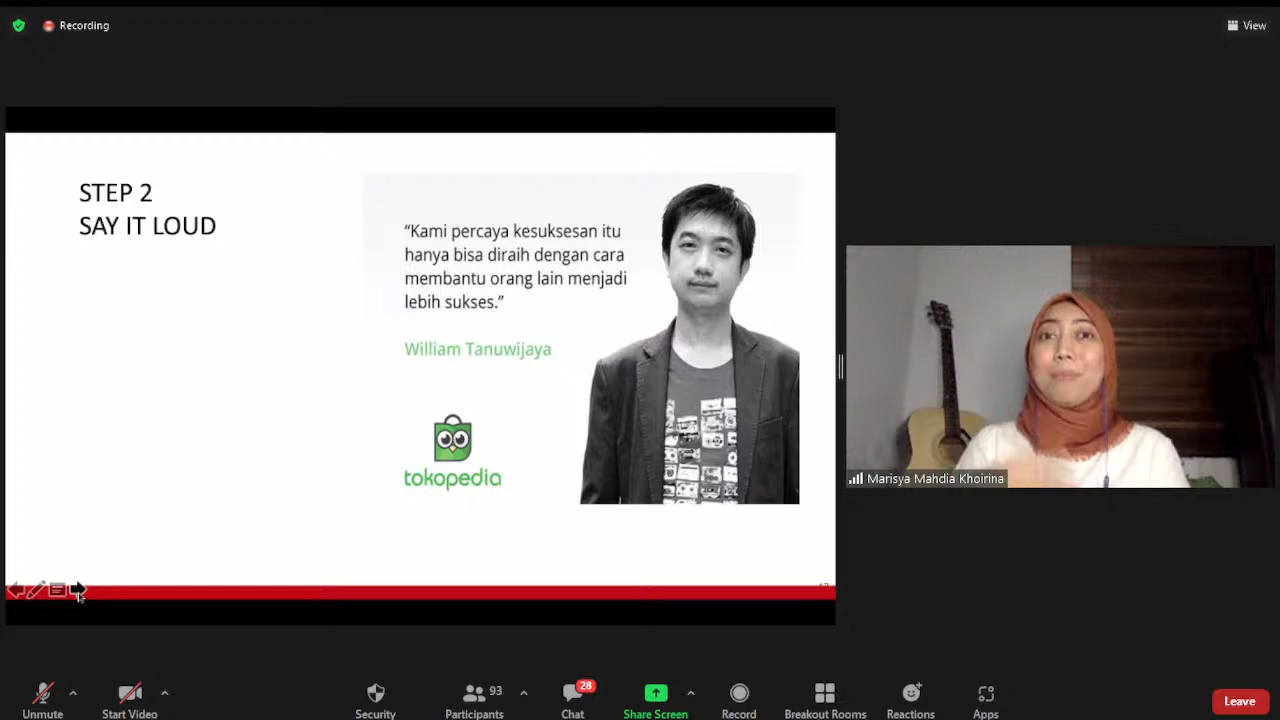 Recording
View
STEP 2
SAY IT LOUD
“Kami percaya kesuksesan itu
hanya bisa diraih dengan cara
membantu orang lain menjadi
lebih sukses.”
William Tanuwijaya
tokopedia
Marisya Mahdia Khoirina
Unmute
Start Video
Security
93
Participants
28
Chat
Share Screen
Record
Breakout Rooms
Reactions
Apps
Leave